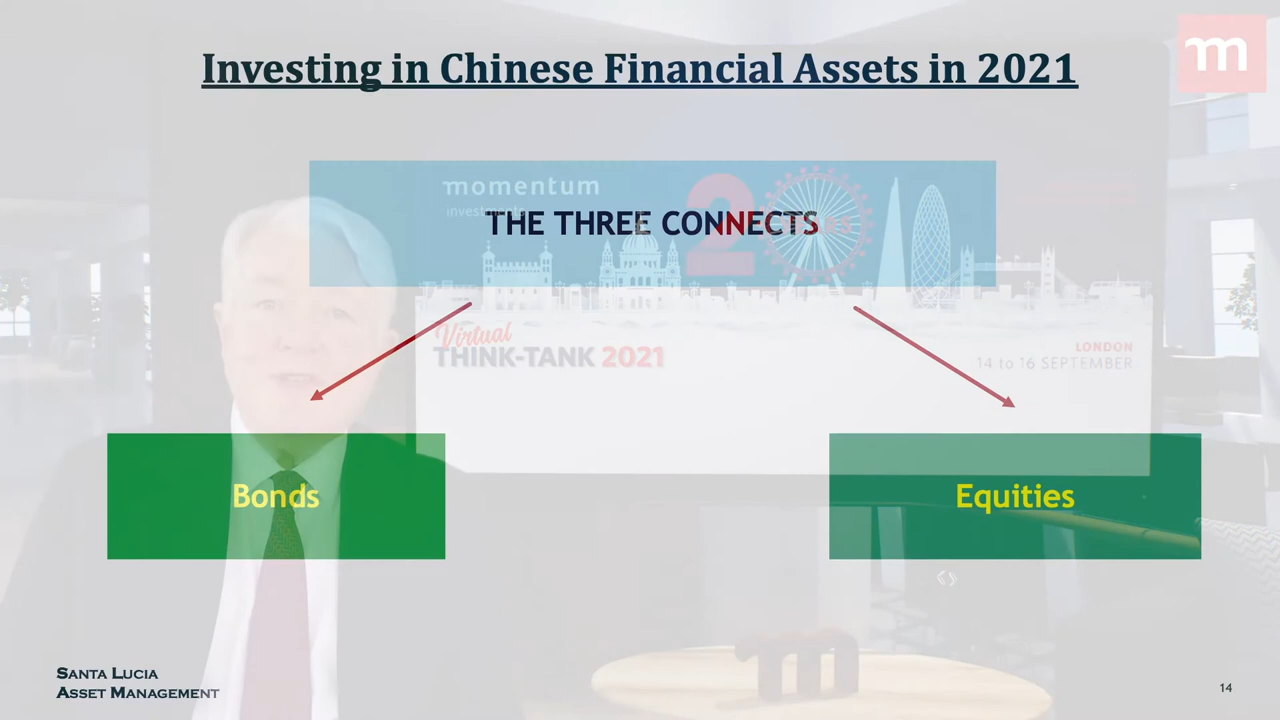 Investing in Chinese Financial Assets in 2021
m
momentum
investments
THE THREE CONNECTS
Virtual
THINK-TANK 2021
LONDON
14 to 16 SEPTEMBER
Bonds
Equities
m
SANTA LUCIA
ASSET MANAGEMENT
14